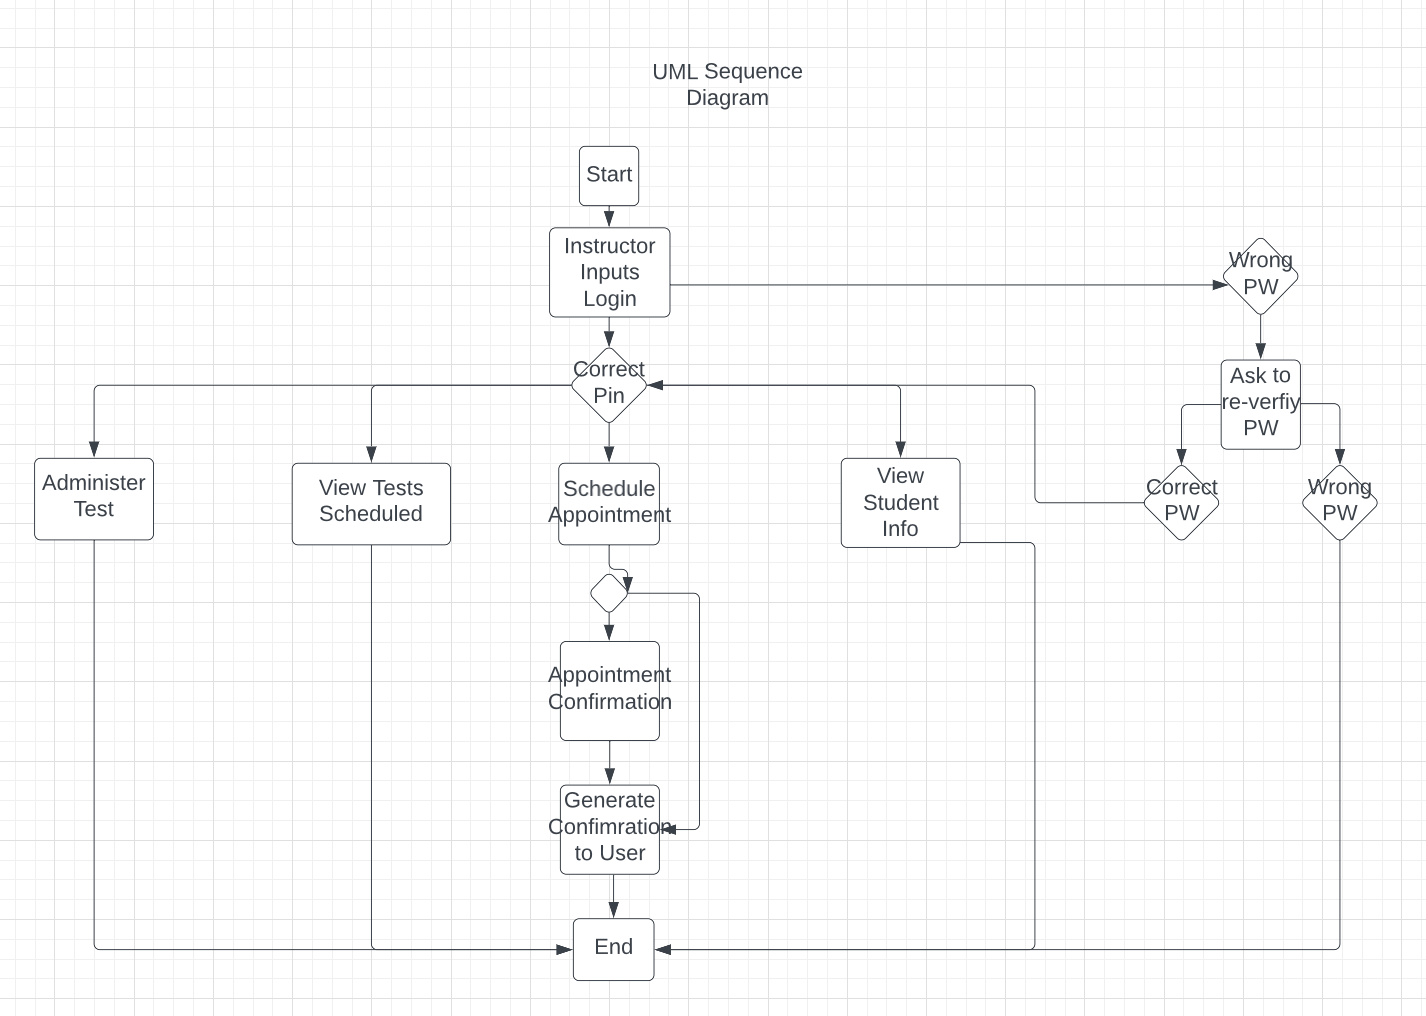 UML Sequence
Diagram
Start
Instructor
Inputs
Login
Wrong
PW
Correct
Pin
Ask to
re-verfiy
PW
Administer
Test
View Tests
Scheduled
Schedule
Appointment
View
Student
Info
Correct
PW
Wrong
PW
Appointment
Confirmation
Generate
Confimration
to User
End